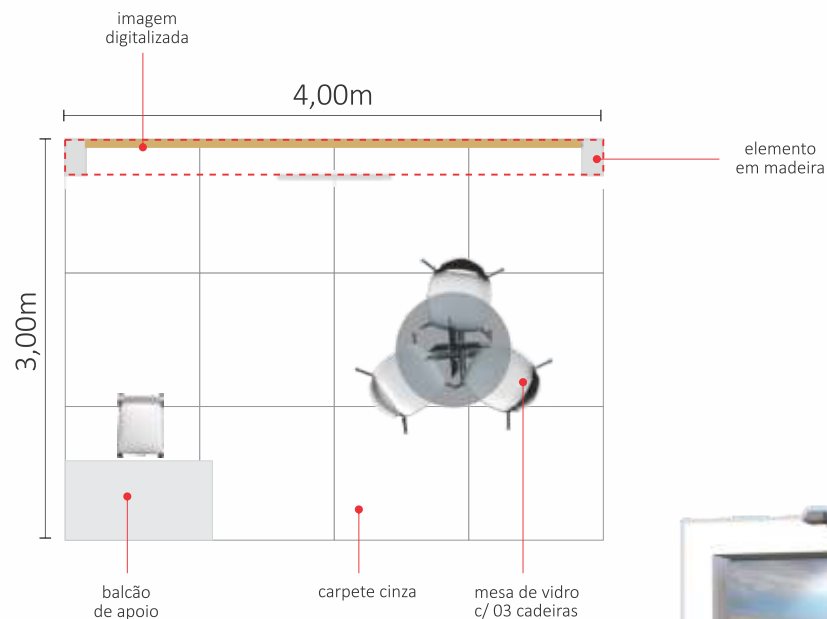 imagem
digitalizada
4,00m
elemento
em madeira
3,00m
balcão
de apoio
carpete cinza
mesa de vidro
c/ 03 cadeiras